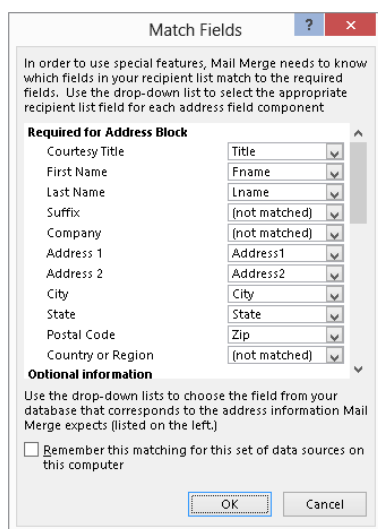 Match Fields
?
×
In order to use special features, Mail Merge needs to know
which fields in your recipient list match to the required
fields. Use the drop-down list to select the appropriate
recipient list field for each address field component
Required for Address Block
Courtesy Title Title
First Name Fname
Last Name Lname
Suffix (not matched)
Company (not matched)
Address 1 Address1
Address 2 Address2
City City
State State
Postal Code Zip
Country or Region (not matched)
Optional information
Use the drop-down lists to choose the field from your
database that corresponds to the address information Mail
Merge expects (listed on the left.)
Remember this matching for this set of data sources on
this computer
OK Cancel